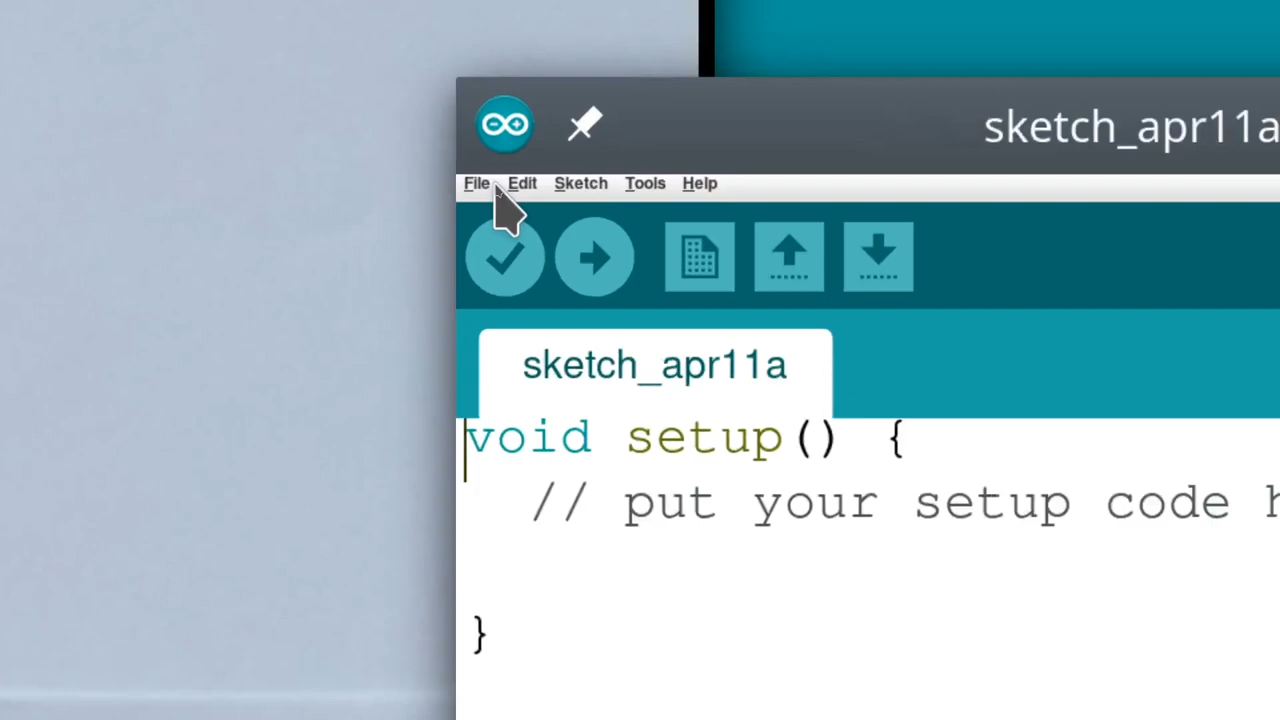 sketch_apr11a
File Edit Sketch Tools Help
sketch_apr11a
void setup() {
// put your setup code
}